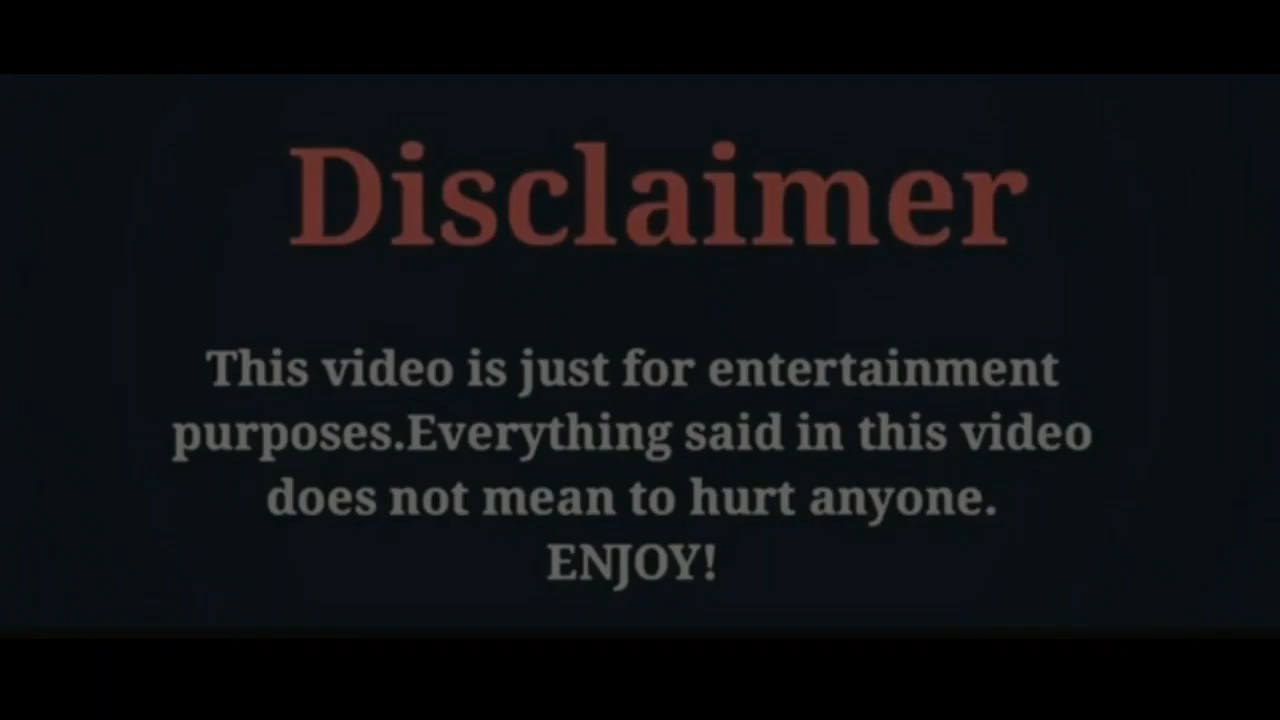 Disclaimer
This video is just for entertainment
purposes.Everything said in this video
does not mean to hurt anyone.
ENJOY!